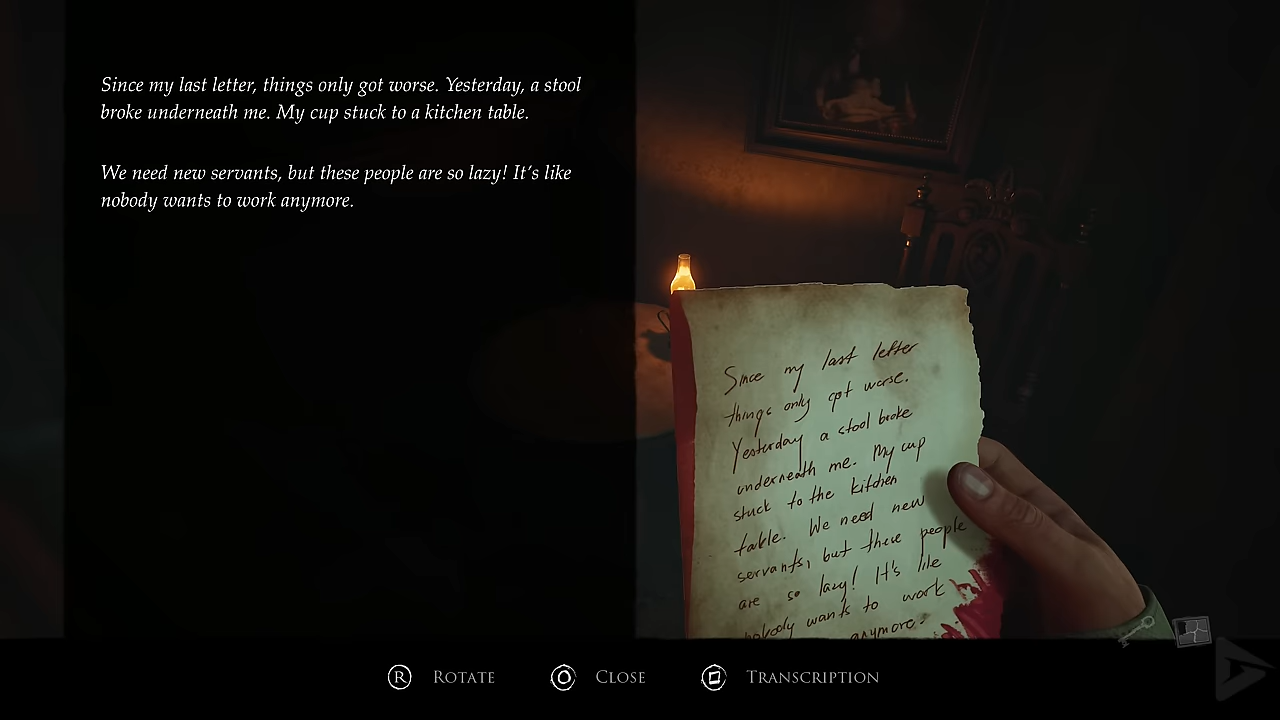 Since my last letter, things only got worse. Yesterday, a stool
broke underneath me. My cup stuck to a kitchen table.
We need new servants, but these people are so lazy! It's like
nobody wants to work anymore.
Since my last letter
things only got worse.
Yesterday a stool broke
underneath me. My cup
stuck to the kitchen
table. We need new
servants, but these people
are so lazy! It's like
nobody wants to work
anymore.
R ROTATE CLOSE TRANSCRIPTION